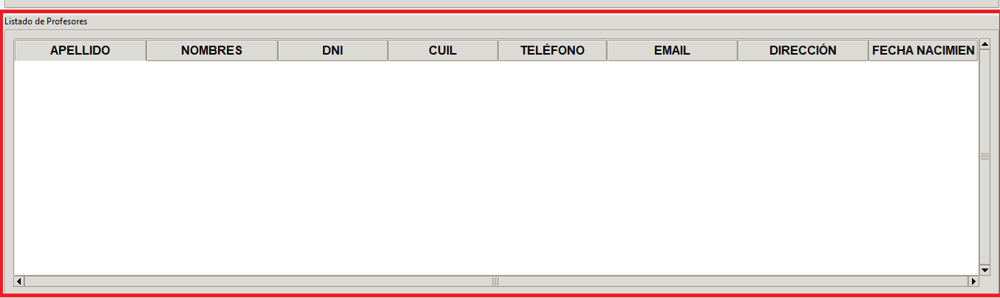 Listado de Profesores
APELLIDO NOMBRES DNI CUIL TELÉFONO EMAIL DIRECCIÓN FECHA NACIMIEN